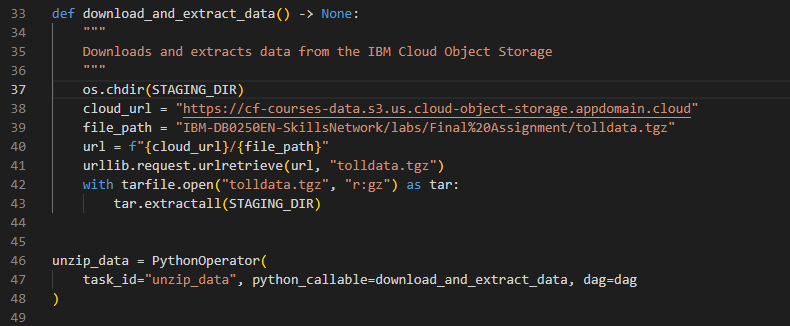 33 def download_and_extract_data() -> None:
34 """
35 Downloads and extracts data from the IBM Cloud Object Storage
36 """
37 os.chdir(STAGING_DIR)
38 cloud_url = "https://cf-courses-data.s3.us.cloud-object-storage.appdomain.cloud"
39 file_path = "IBM-DB0250EN-SkillsNetwork/labs/Final%20Assignment/tolldata.tgz"
40 url = f"{cloud_url}/{file_path}"
41 urllib.request.urlretrieve(url, "tolldata.tgz")
42 with tarfile.open("tolldata.tgz", "r:gz") as tar:
43 tar.extractall(STAGING_DIR)
44
45
46 unzip_data = PythonOperator(
47 task_id="unzip_data", python_callable=download_and_extract_data, dag=dag
48 )
49